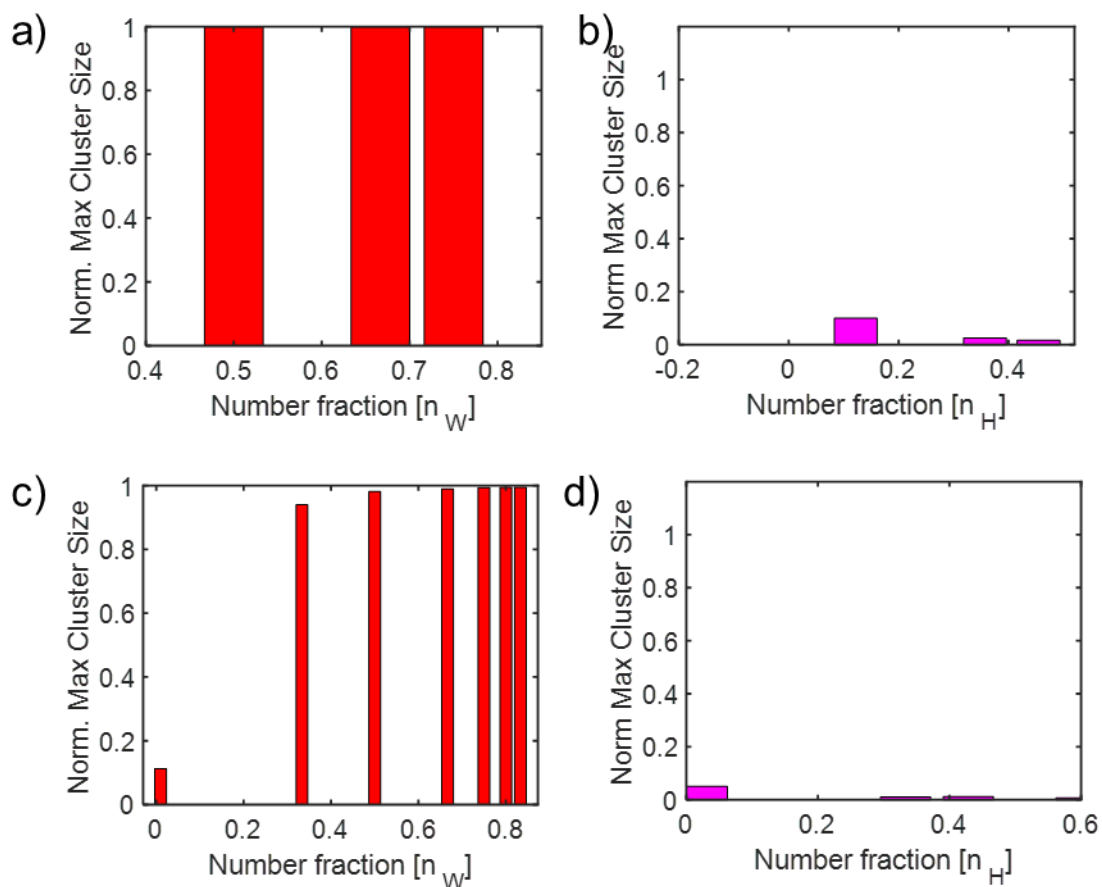 a)
Norm. Max Cluster Size
1
0.8
0.6
0.4
0.2
0
0.4 0.5 0.6 0.7 0.8
Number fraction [n W]
b)
Norm Max Cluster Size
1
0.8
0.6
0.4
0.2
0
-0.2 0 0.2 0.4
Number fraction [n H]
c)
Norm. Max Cluster Size
1
0.8
0.6
0.4
0.2
0
0 0.2 0.4 0.6 0.8
Number fraction [n W]
d)
Norm Max Cluster Size
1
0.8
0.6
0.4
0.2
0
0 0.2 0.4 0.6
Number fraction [n H]